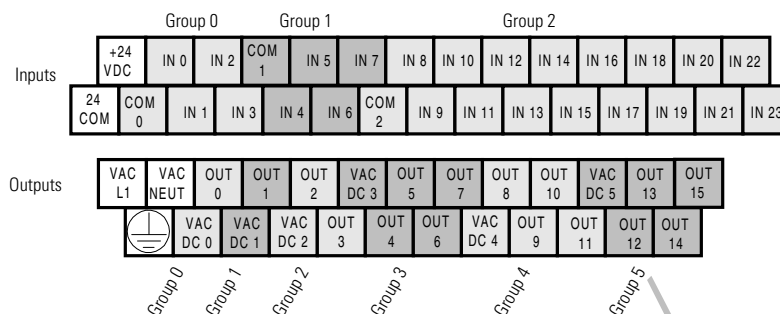 Group 0 Group 1 Group 2
Inputs
+24 VDC IN 0 IN 2 COM 1 IN 5 IN 7 IN 8 IN 10 IN 12 IN 14 IN 16 IN 18 IN 20 IN 22
24 COM COM 0 IN 1 IN 3 IN 4 IN 6 COM 2 IN 9 IN 11 IN 13 IN 15 IN 17 IN 19 IN 21 IN 23
Outputs
VAC L1 VAC NEUT OUT 0 OUT 1 OUT 2 VAC DC 3 OUT 5 OUT 7 OUT 8 OUT 10 VAC DC 5 OUT 13 OUT 15
VAC DC 0 VAC DC 1 VAC DC 2 OUT 3 OUT 4 OUT 6 VAC DC 4 OUT 9 OUT 11 OUT 12 OUT 14
Group 0 Group 1 Group 2 Group 3 Group 4 Group 5